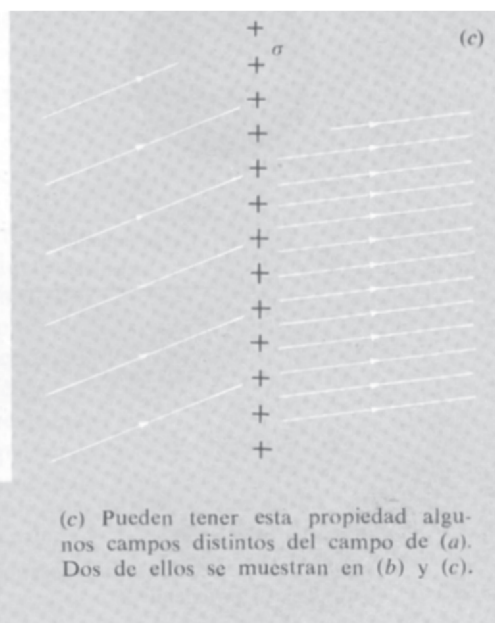 (c)
σ
(c) Pueden tener esta propiedad algu-
nos campos distintos del campo de (a).
Dos de ellos se muestran en (b) y (c).